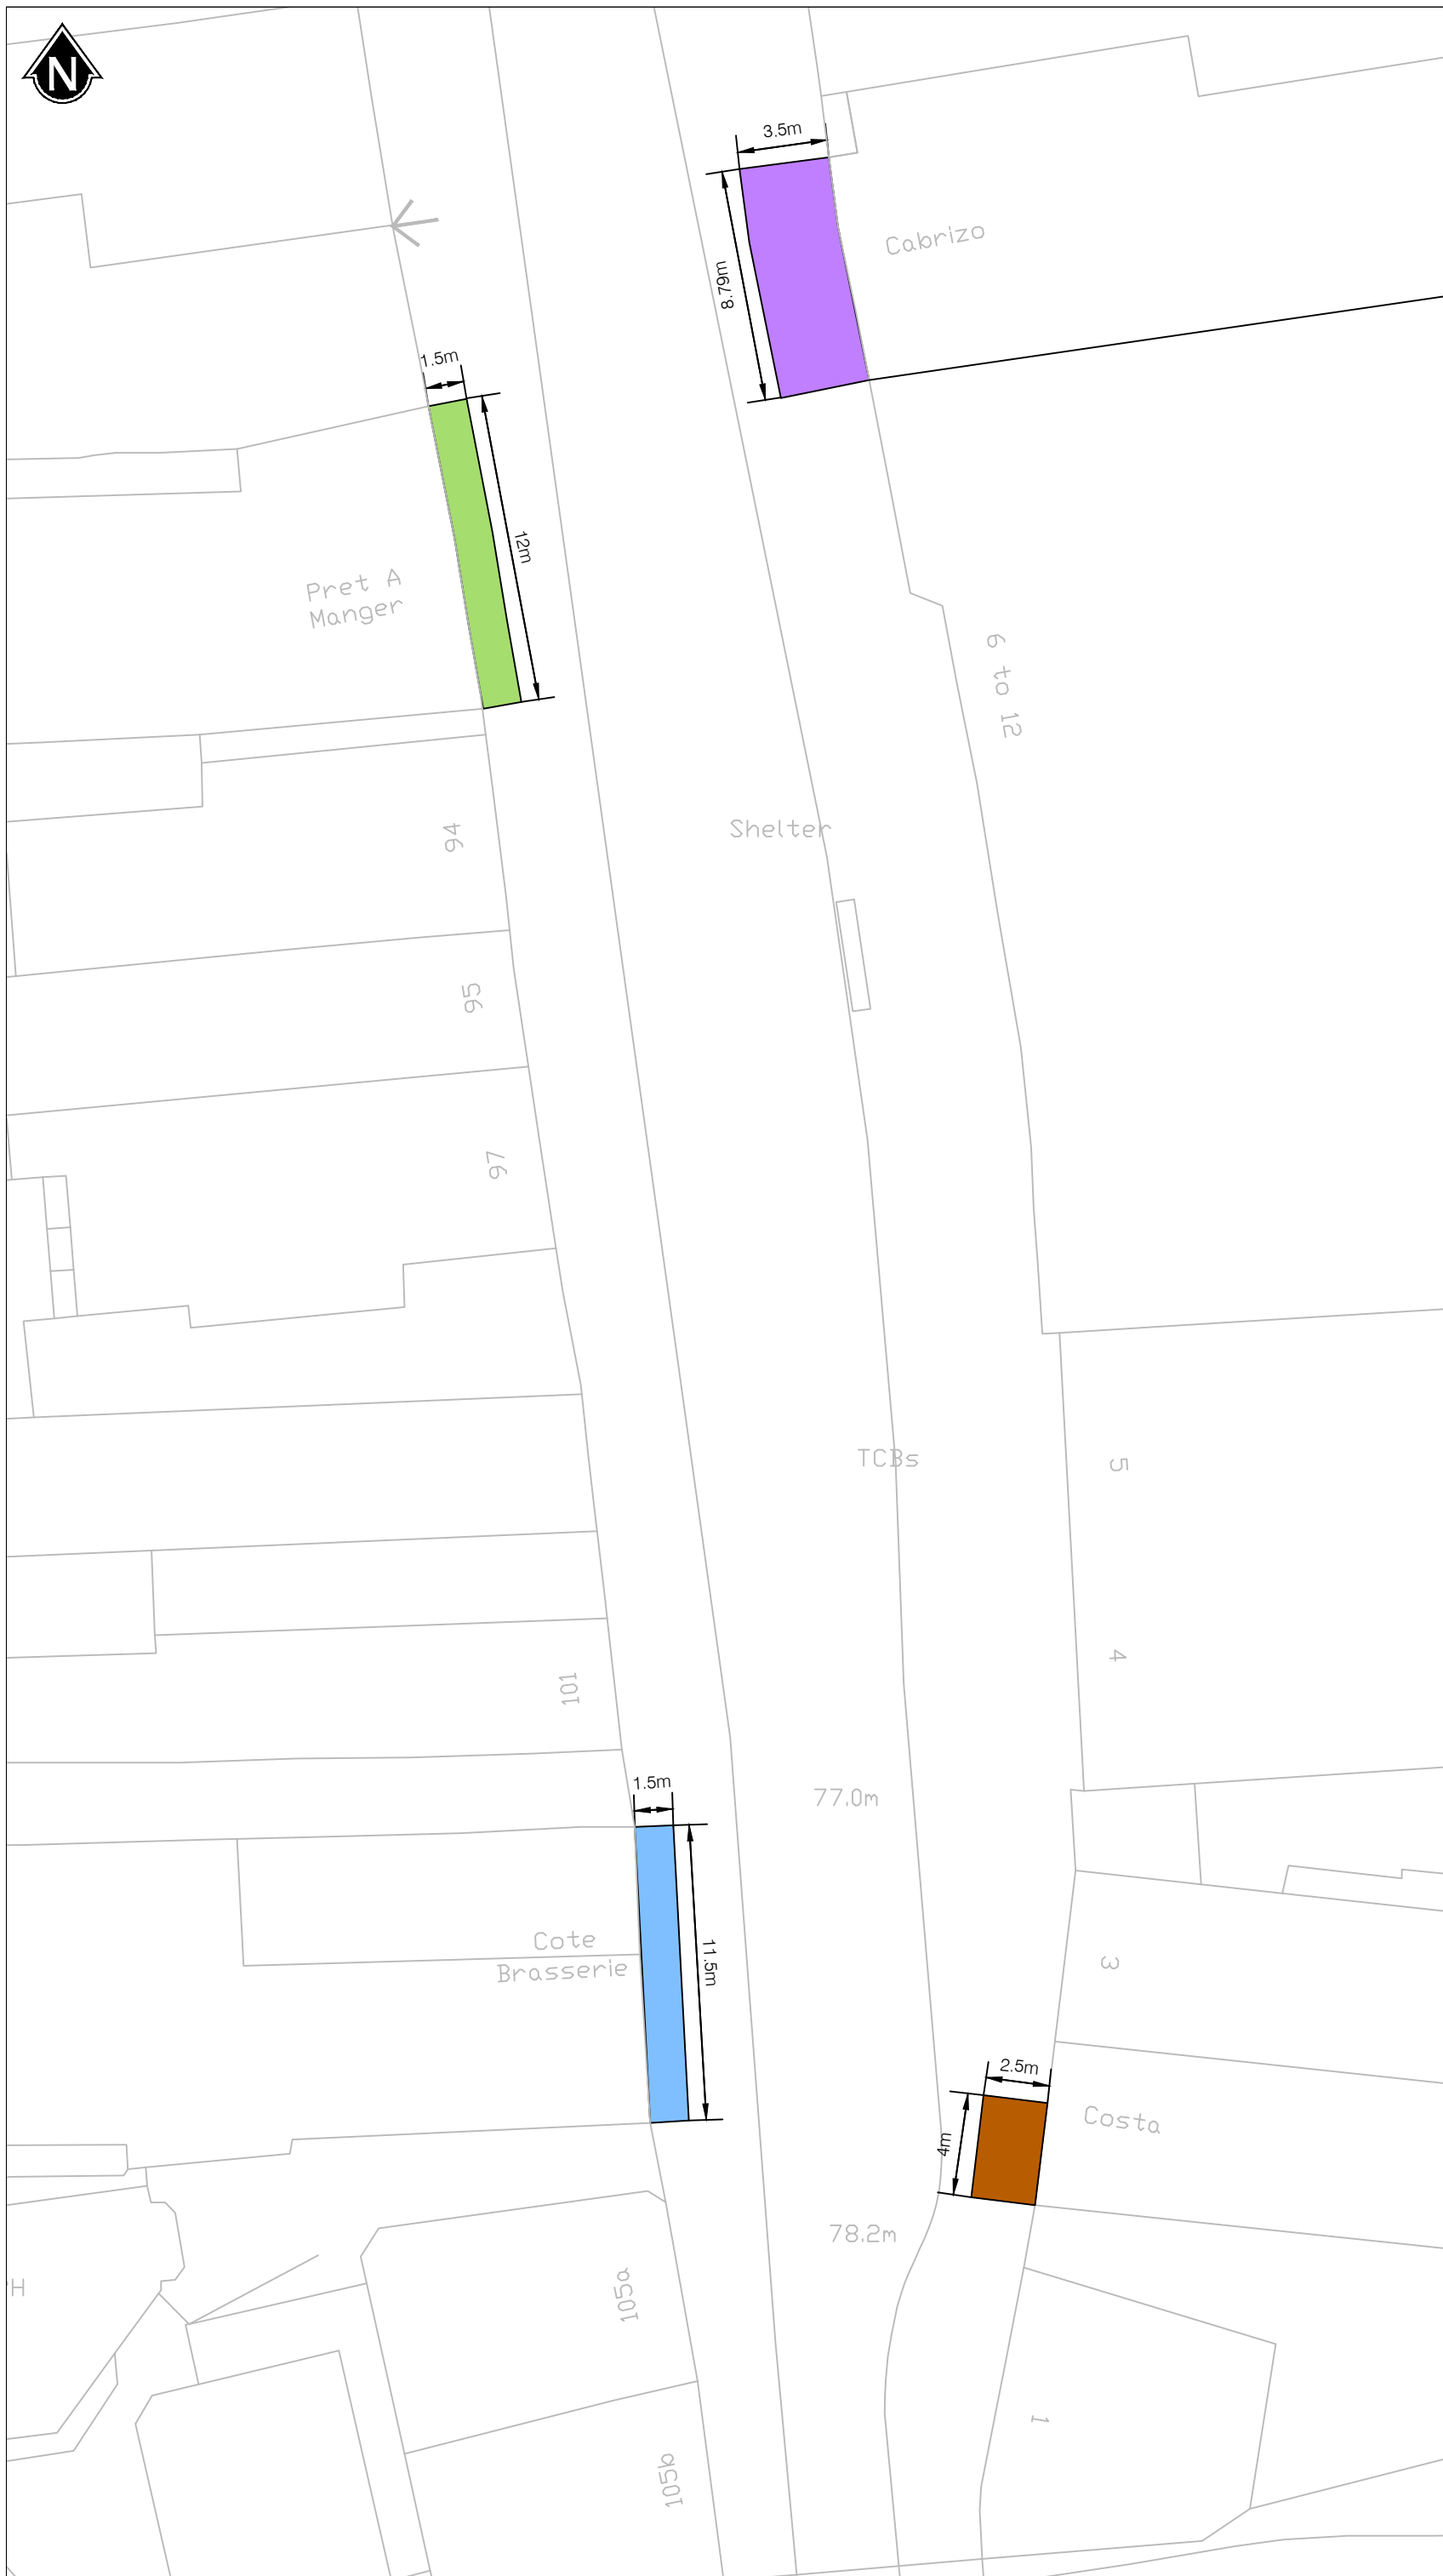 N
3.5m
Cabrizo
8.79m
1.5m
12m
Pret A
Manger
6 to 12
Shelter
94
95
97
TCBs
5
4
101
1.5m
77.0m
11.5m
Cote
Brasserie
3
2.5m
4m
Costa
78.2m
H
105a
1
105b